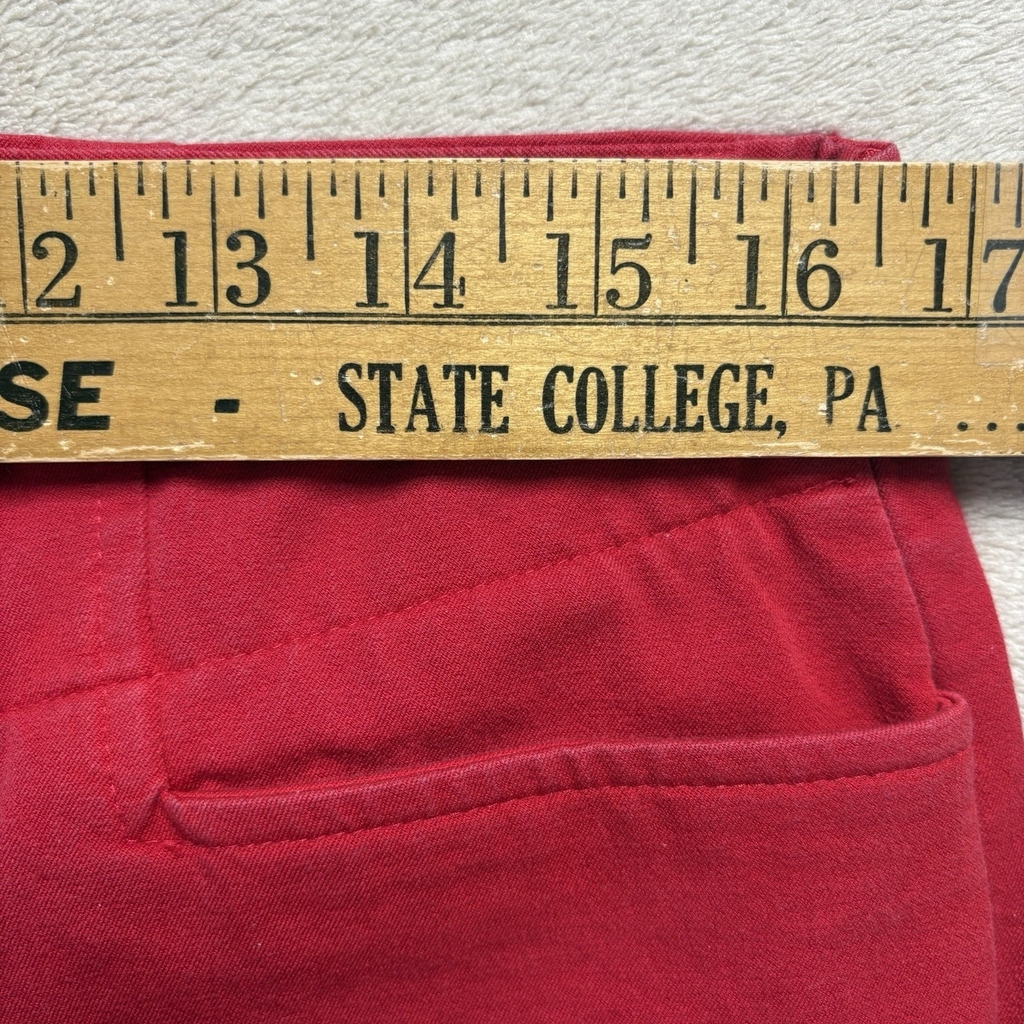 2 13 14 15 16 17
SE - STATE COLLEGE, PA ...